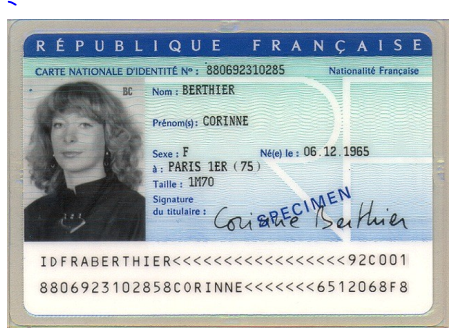 RÉPUBLIQUE FRANÇAISE
CARTE NATIONALE D'IDENTITÉ Nº : 880692310285 Nationalité Française
BC
Nom : BERTHIER
Prénom(s) : CORINNE
Sexe : F Né(e) le : 06.12.1965
à : PARIS 1ER (75)
Taille : 1M70
Signature
du titulaire : Corinne Berthier
SPECIMEN
IDFRABERTHIER<<<<<<<<<<<<<<<<<<92C001
8806923102858CORINNE<<<<<<<6512068F8